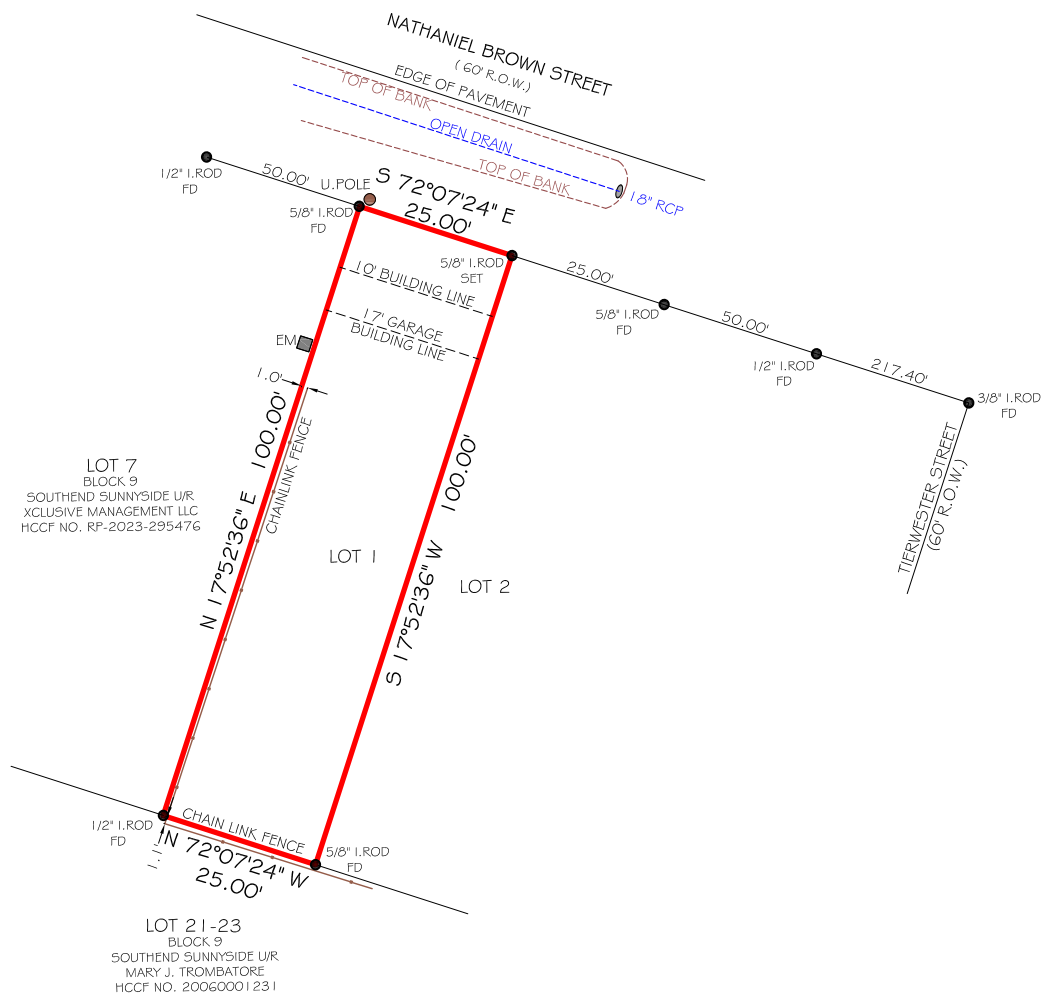 NATHANIEL BROWN STREET
( 60' R.O.W.)
EDGE OF PAVEMENT
TOP OF BANK
OPEN DRAIN
TOP OF BANK
18" RCP
1/2" I.ROD
FD
50.00'
U.POLE
S 72°07'24" E
25.00'
5/8" I.ROD
FD
5/8" I.ROD
SET
25.00'
5/8" I.ROD
FD
50.00'
1/2" I.ROD
FD
217.40'
3/8" I.ROD
FD
10' BUILDING LINE
17' GARAGE
BUILDING LINE
EM
1.0'
N 17°52'36" E 100.00'
CHAINLINK FENCE
S 17°52'36" W 100.00'
TIERWESTER STREET
(60' R.O.W.)
LOT 7
BLOCK 9
SOUTHEND SUNNYSIDE U/R
XCLUSIVE MANAGEMENT LLC
HCCF NO. RP-2023-295476
LOT 1
LOT 2
1/2" I.ROD
FD
1.1'
CHAIN LINK FENCE
N 72°07'24" W
25.00'
5/8" I.ROD
FD
LOT 21-23
BLOCK 9
SOUTHEND SUNNYSIDE U/R
MARY J. TROMBATORE
HCCF NO. 20060001231